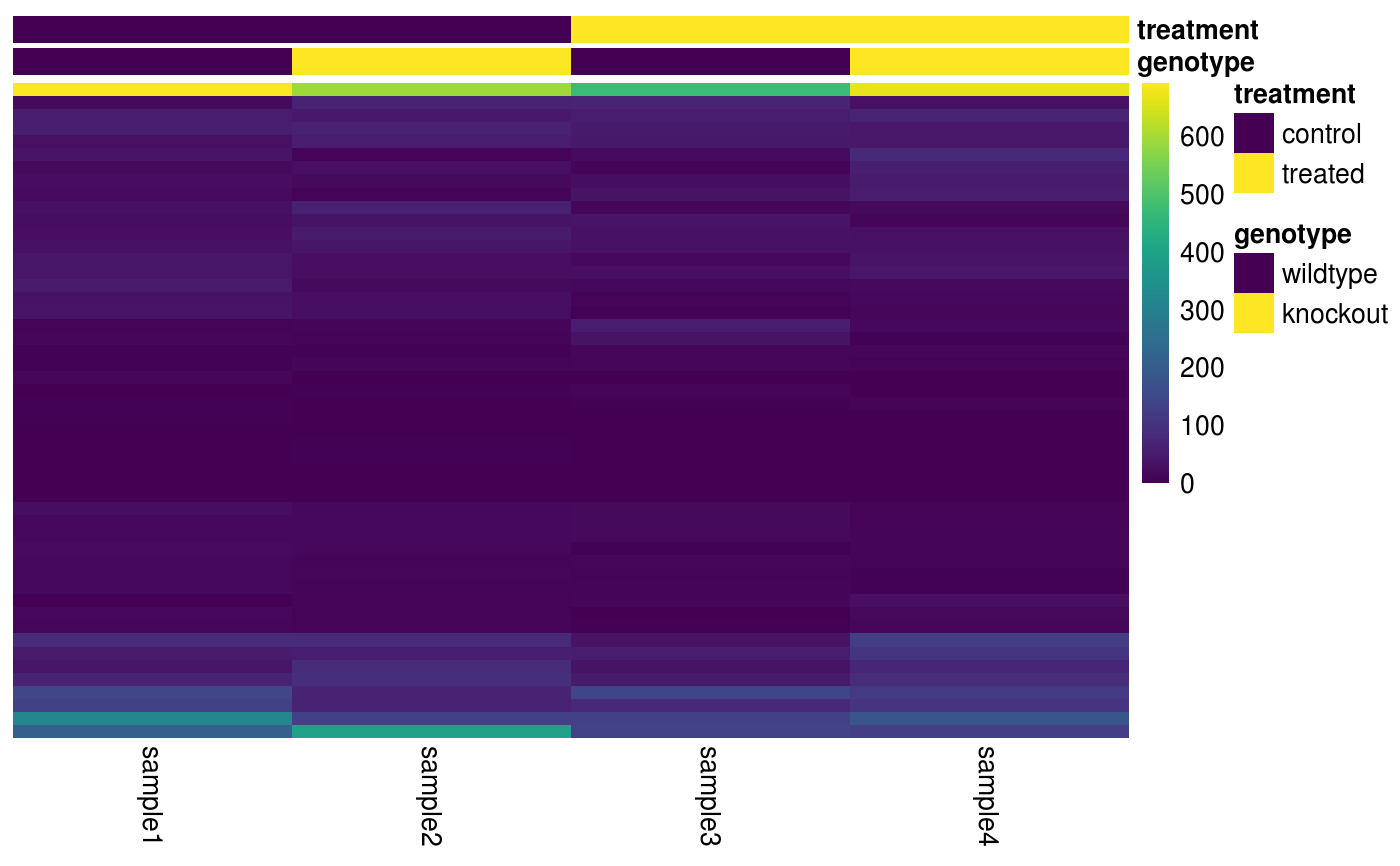 treatment
genotype
treatment
control
treated
genotype
wildtype
knockout
600
500
400
300
200
100
0
sample1
sample2
sample3
sample4